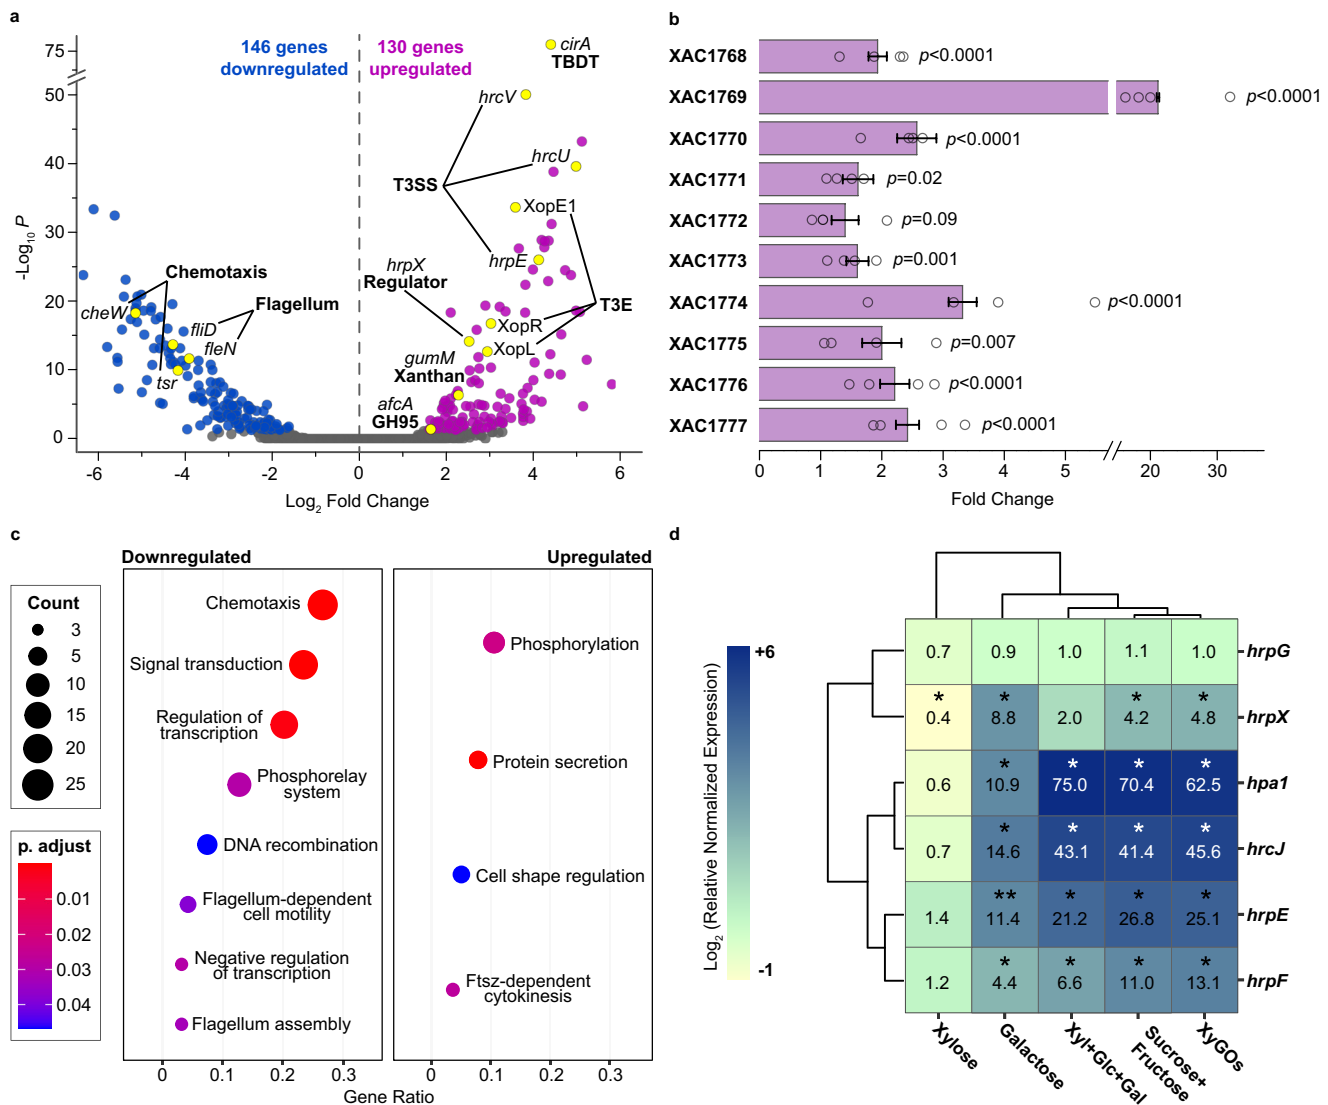 a
146 genes
downregulated
130 genes
upregulated
cirA
TBDT
hrcV
hrcU
T3SS
XopE1
hrpE
hrpX
Regulator
T3E
XopR
XopL
gumM
Xanthan
afcA
GH95
Chemotaxis
cheW
Flagellum
fliD
fleN
tsr
-Log10 P
75
50
40
30
20
10
0
-6
-4
-2
0
2
4
6
Log2 Fold Change
b
XAC1768
p<0.0001
XAC1769
p<0.0001
XAC1770
p<0.0001
XAC1771
p=0.02
XAC1772
p=0.09
XAC1773
p=0.001
XAC1774
p<0.0001
XAC1775
p=0.007
XAC1776
p<0.0001
XAC1777
p<0.0001
0 1 2 3 4 5 20 30
Fold Change
c
Downregulated
Upregulated
Count
3
5
10
15
20
25
p. adjust
0.01
0.02
0.03
0.04
Chemotaxis
Signal transduction
Regulation of
transcription
Phosphorelay
system
DNA recombination
Flagellum-dependent
cell motility
Negative regulation
of transcription
Flagellum assembly
Phosphorylation
Protein secretion
Cell shape regulation
Ftsz-dependent
cytokinesis
0 0.1 0.2 0.3
0 0.1 0.2 0.3
Gene Ratio
d
+6
-1
Log2 (Relative Normalized Expression)
0.7 0.9 1.0 1.1 1.0 hrpG
* * * *
0.4 8.8 2.0 4.2 4.8 hrpX
* * * *
0.6 10.9 75.0 70.4 62.5 hpa1
* * * *
0.7 14.6 43.1 41.4 45.6 hrcJ
** * * *
1.4 11.4 21.2 26.8 25.1 hrpE
* * * *
1.2 4.4 6.6 11.0 13.1 hrpF
Xylose
Galactose
Xyl+Glc+Gal
Sucrose+
Fructose
XyGOs